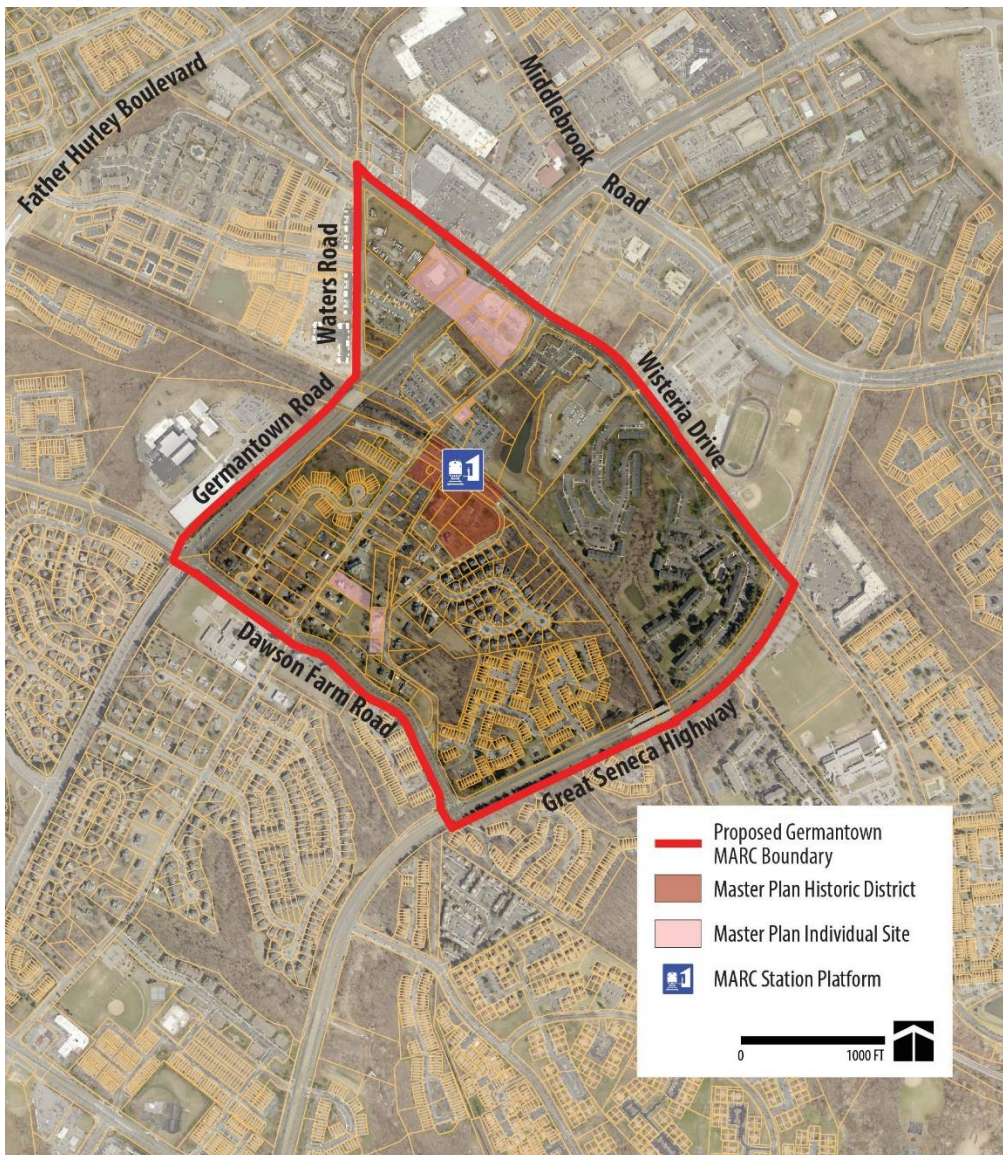 Father Hurley Boulevard
Middlebrook
Road
Waters Road
Wisteria Drive
Germantown Road
Dawson Farm Road
Great Seneca Highway
Proposed Germantown
MARC Boundary
Master Plan Historic District
Master Plan Individual Site
MARC Station Platform
0 1000 FT